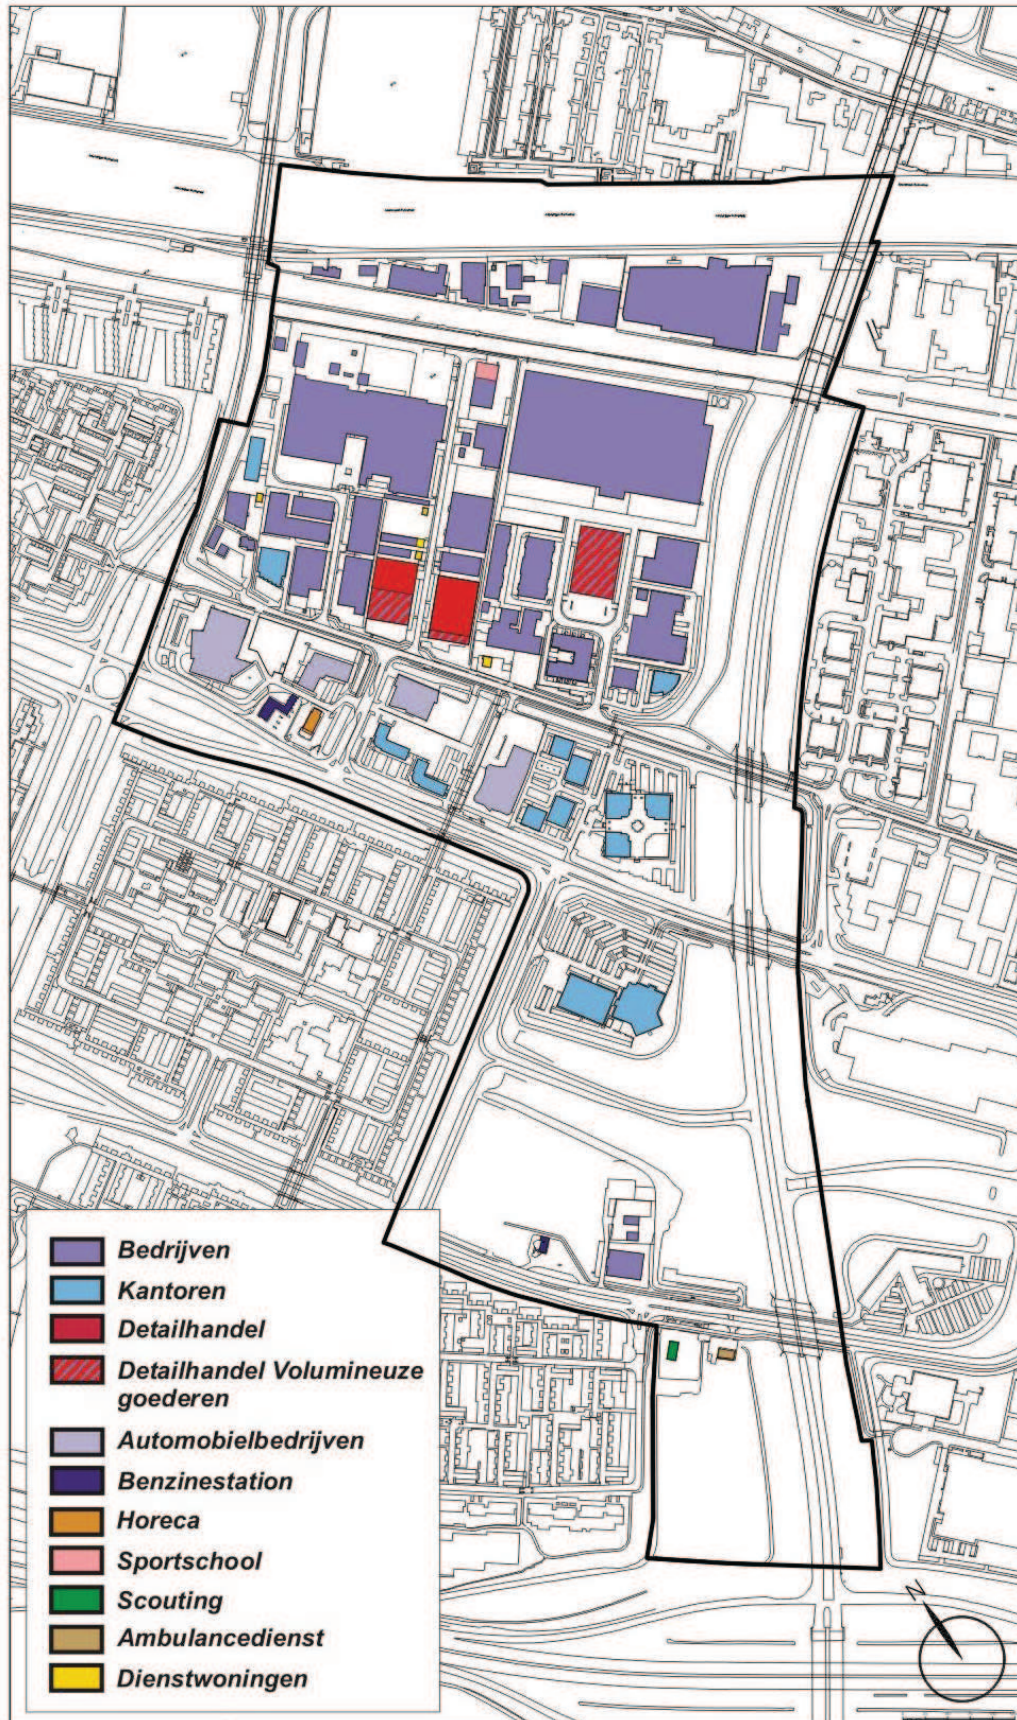 Bedrijven
Kantoren
Detailhandel
Detailhandel Volumineuze
goederen
Automobielbedrijven
Benzinestation
Horeca
Sportschool
Scouting
Ambulancedienst
Dienstwoningen
N